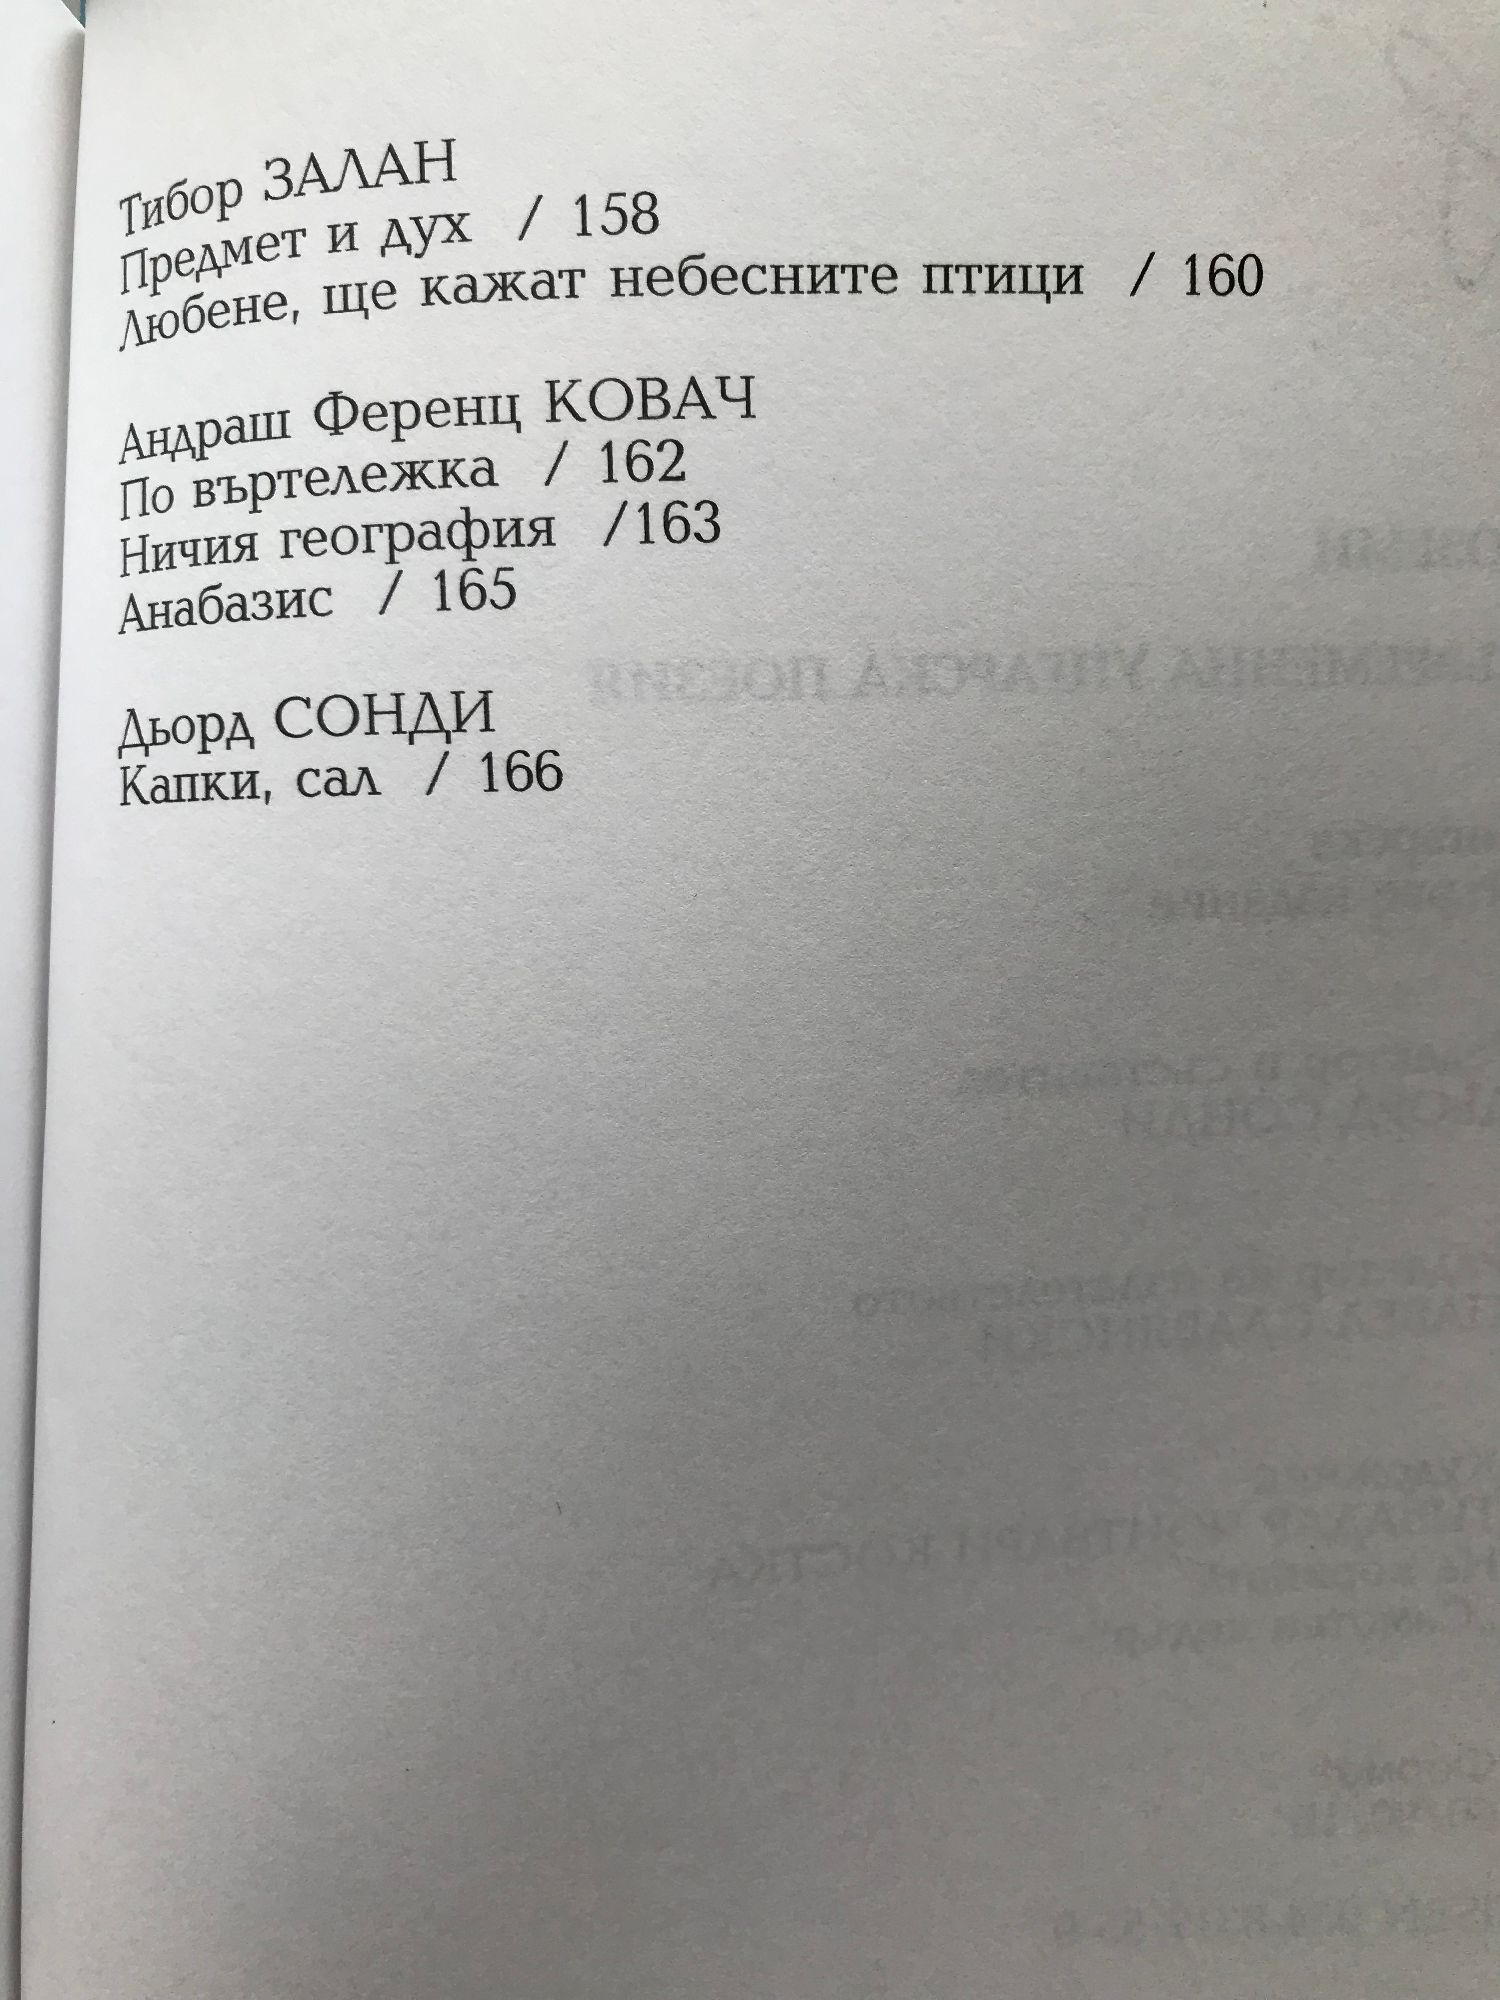 Тибор ЗАЛАН
Предмет и дух / 158
Любене, ще кажат небесните птици / 160
Андраш Ференц КОВАЧ
По въртележка / 162
Ничия география /163
Анабазис / 165
Дьорд СОНДИ
Капки, сал / 166